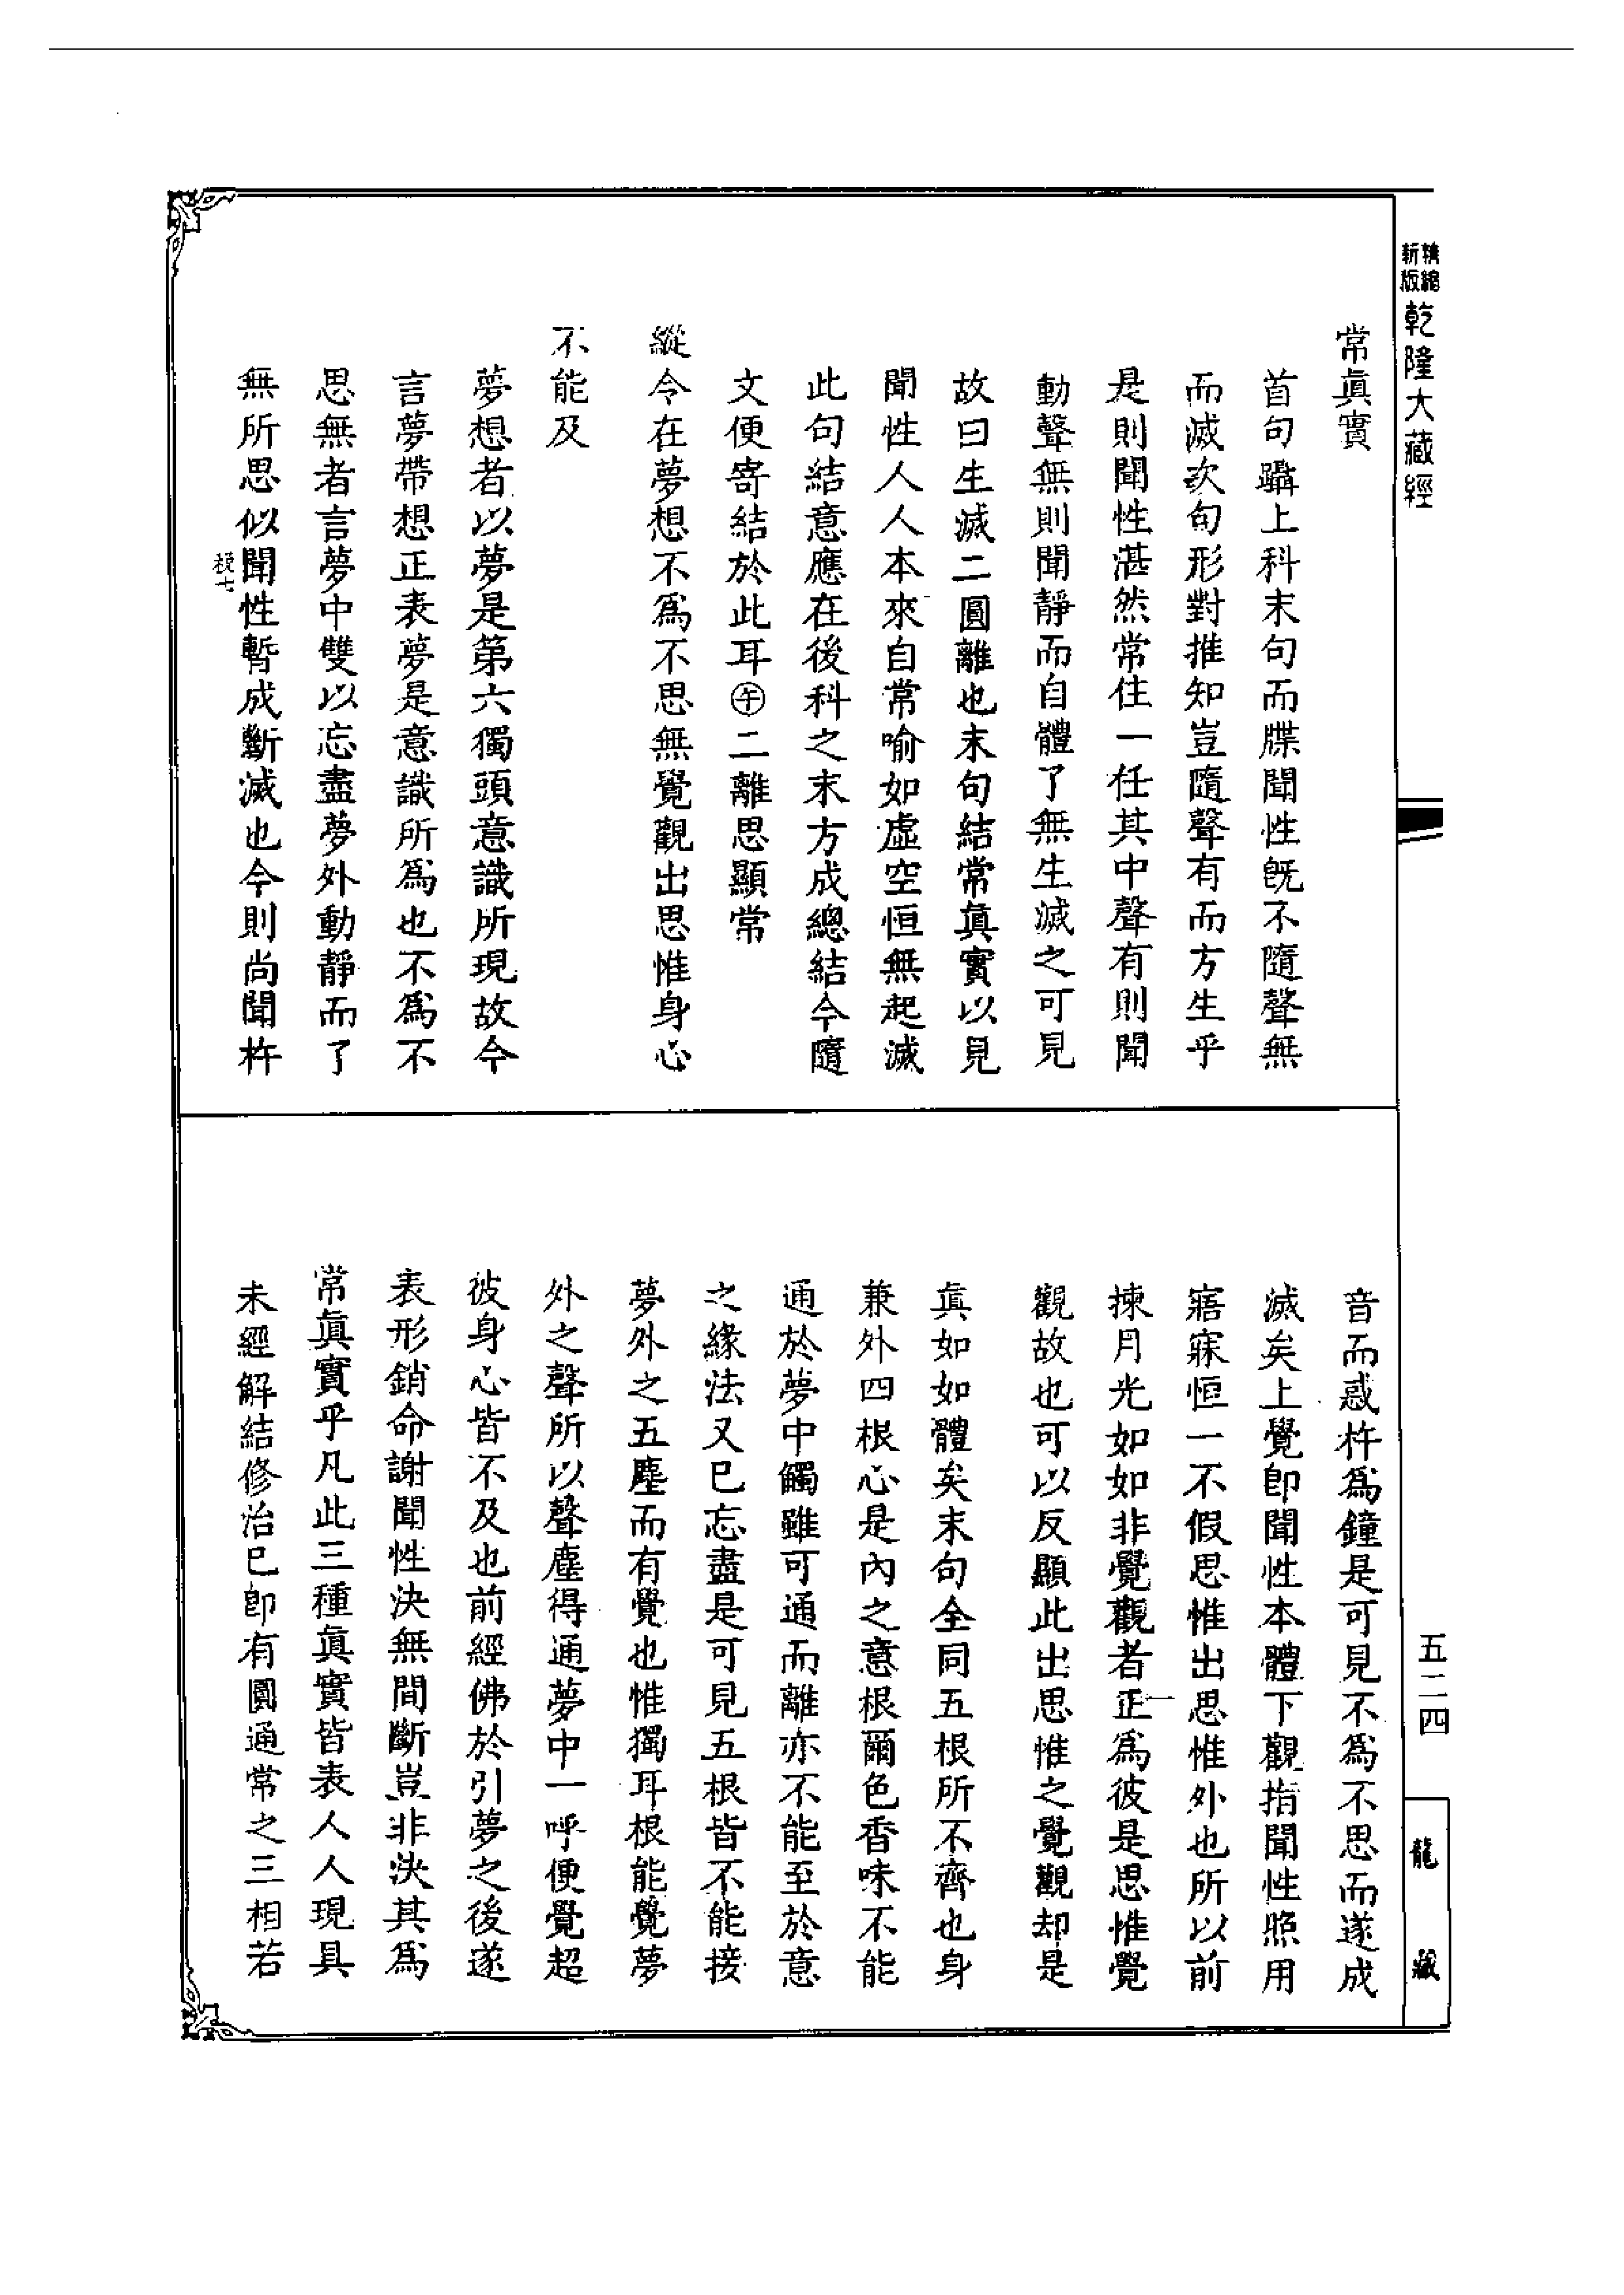 精縮
新版
乾隆大藏經
常眞實
首句躡上科末句而牒聞性旣不隨聲無
而滅次句形對推知豈隨聲有而方生乎
是則聞性湛然常住一任其中聲有則聞
動聲無則聞靜而自體了無生滅之可見
故曰生滅二圓離也末句結常眞實以見
聞性人人本來自常喻如虛空恒無起滅
此句結意應在後科之末方成總結今隨
文便寄結於此耳㊌二離思顯常
縱令在夢想不爲不思無覺觀出思惟身心
不能及
夢想者以夢是第六獨頭意識所現故今
言夢帶想正表夢是意識所爲也不爲不
思無者言夢中雙以忘盡夢外動靜而了
無所思似聞性暫成斷滅也今則尚聞杵
音而惑杵爲鐘是可見不爲不思而遂成
滅矣上覺卽聞性本體下觀指聞性照用
寤寐恒一不假思惟出思惟外也所以前
揀月光如如非覺觀者正爲彼是思惟覺
觀故也可以反顯此出思惟之覺觀却是
眞如如體矣末句全同五根所不齊也身
兼外四根心是內之意根爾色香味不能
通於夢中觸雖可通而離亦不能至於意
之緣法又已忘盡是可見五根皆不能接
夢外之五塵而有覺也惟獨耳根能覺夢
外之聲所以聲塵得通夢中一呼便覺超
彼身心皆不及也前經佛於引夢之後遂
表形銷命謝聞性決無間斷豈非決其爲
常眞實乎凡此三種眞實皆表人人現具
未經解結修治已卽有圓通常之三相若
五二四
龍藏